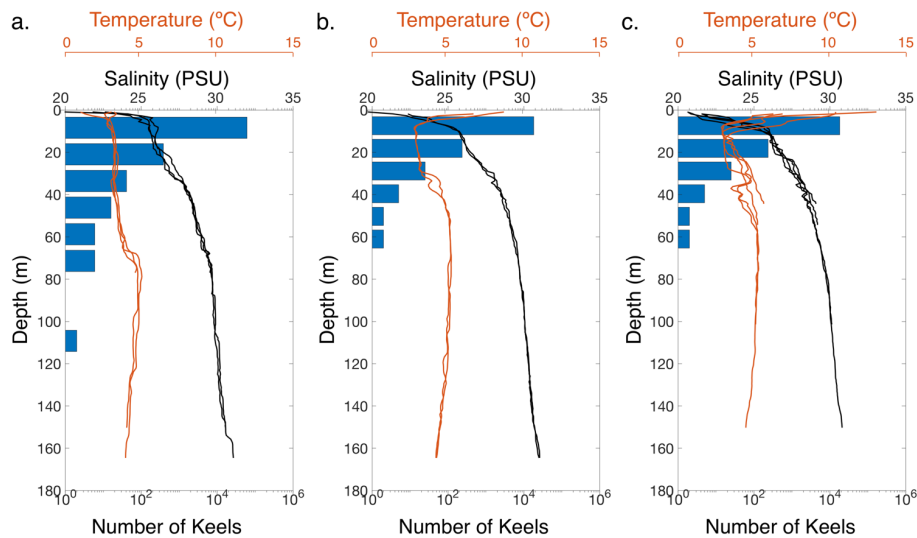 a. Temperature (ºC)
0 5 10 15
Salinity (PSU)
20 25 30 35
0
20
40
60
80
100
120
140
160
180
Depth (m)
10^0 10^2 10^4 10^6
Number of Keels
b. Temperature (ºC)
0 5 10 15
Salinity (PSU)
20 25 30 35
0
20
40
60
80
100
120
140
160
180
Depth (m)
10^0 10^2 10^4 10^6
Number of Keels
c. Temperature (ºC)
0 5 10 15
Salinity (PSU)
20 25 30 35
0
20
40
60
80
100
120
140
160
180
Depth (m)
10^0 10^2 10^4 10^6
Number of Keels